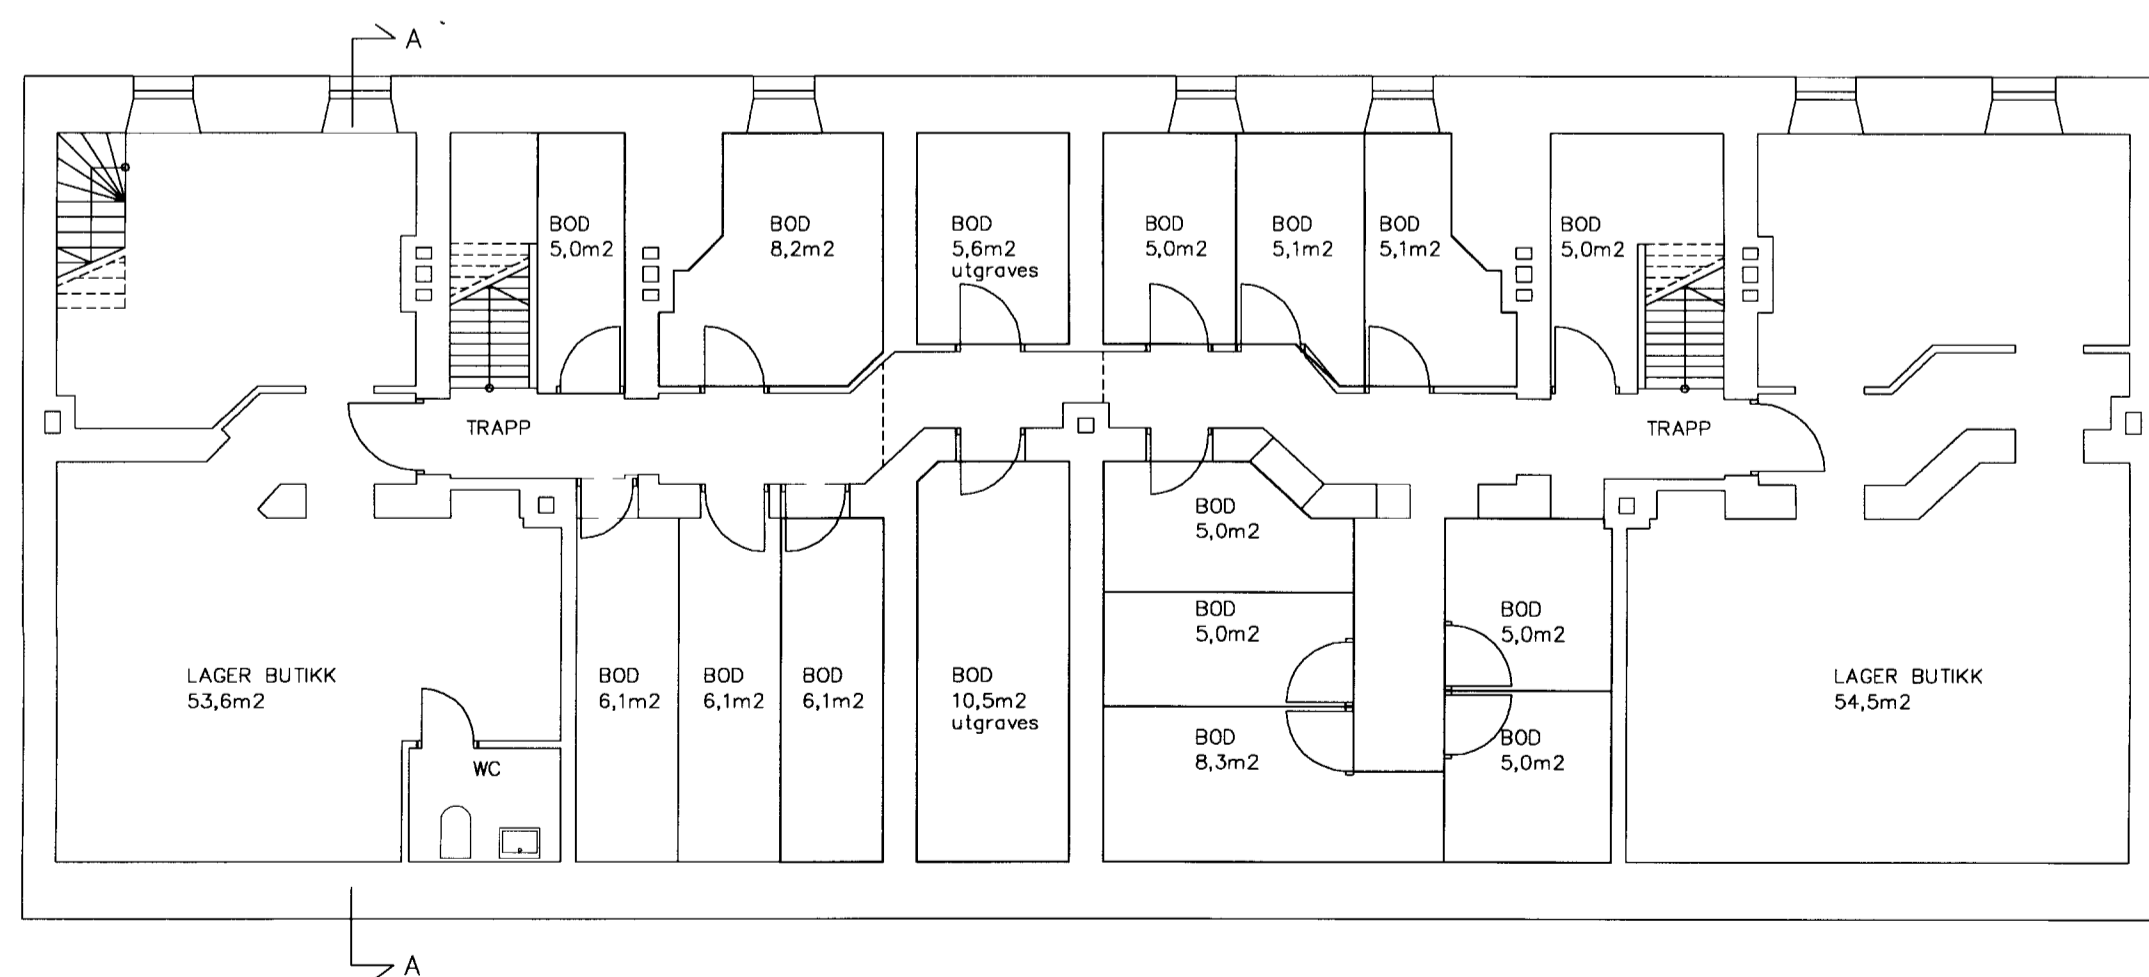 A
BOD
5,0m2
BOD
8,2m2
BOD
5,6m2
utgraves
BOD
5,0m2
BOD
5,1m2
BOD
5,1m2
BOD
5,0m2
TRAPP
TRAPP
BOD
5,0m2
BOD
5,0m2
BOD
5,0m2
LAGER BUTIKK
53,6m2
BOD
6,1m2
BOD
6,1m2
BOD
6,1m2
BOD
10,5m2
utgraves
LAGER BUTIKK
54,5m2
BOD
8,3m2
BOD
5,0m2
WC
A